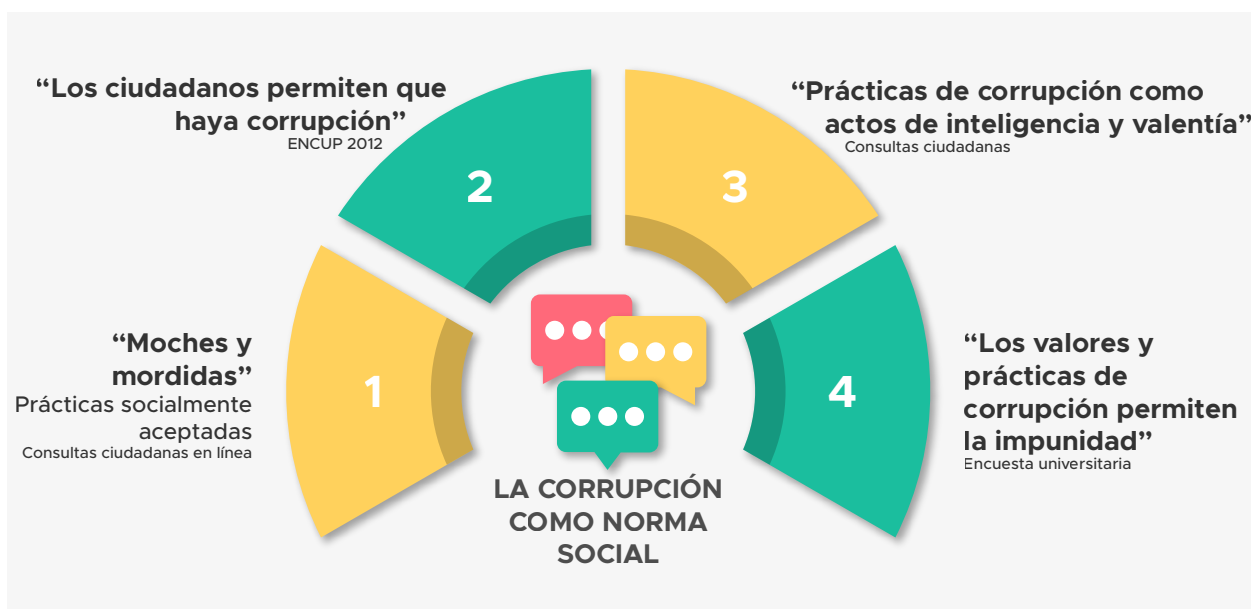 “Moches y
mordidas”
Prácticas socialmente
aceptadas
Consultas ciudadanas en línea
1
“Los ciudadanos permiten que
haya corrupción”
ENCUP 2012
2
“Prácticas de corrupción como
actos de inteligencia y valentía”
Consultas ciudadanas
3
“Los valores y
prácticas de
corrupción permiten
la impunidad”
Encuesta universitaria
4
LA CORRUPCIÓN
COMO NORMA
SOCIAL